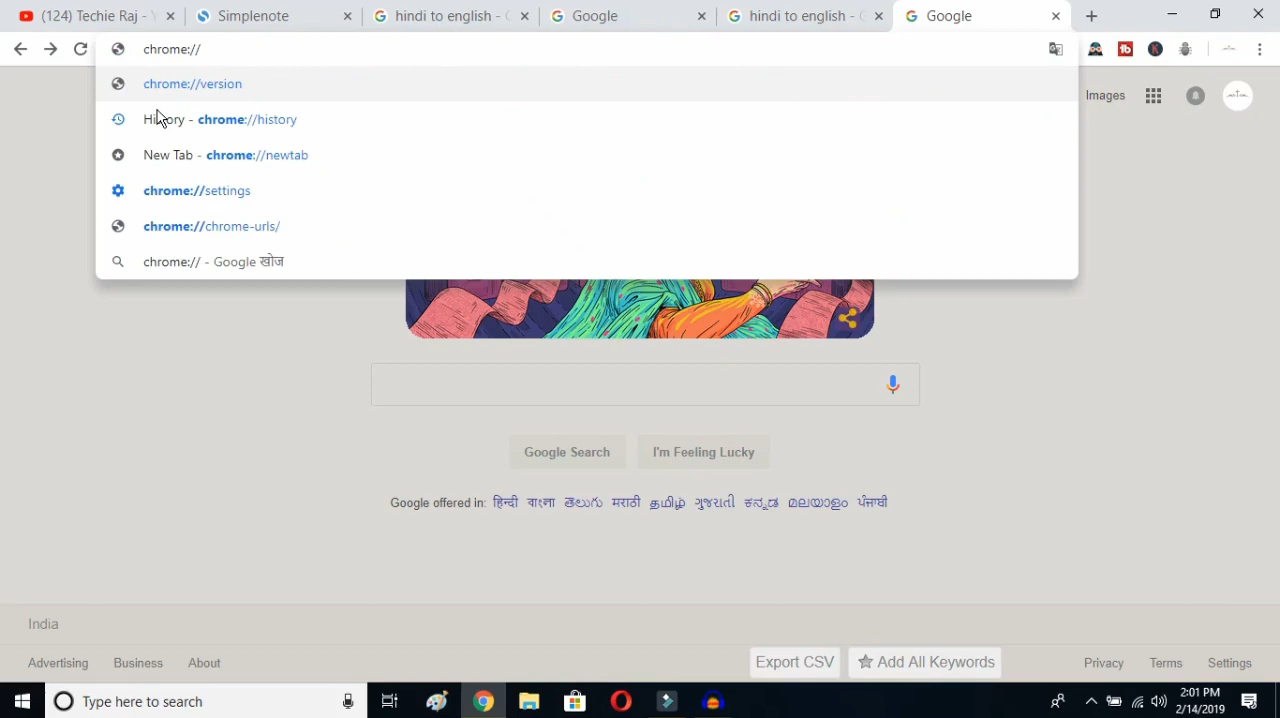 (124) Techie Raj - Y
Simplenote
hindi to english - G
Google
hindi to english - G
Google
chrome://
chrome://version
History - chrome://history
New Tab - chrome://newtab
chrome://settings
chrome://chrome-urls/
chrome:// - Google खोज
Images
Google Search
I'm Feeling Lucky
Google offered in: हिन्दी বাংলা తెలుగు मराठी தமிழ் ગુજરાતી ಕನ್ನಡ മലയാളം ਪੰਜਾਬੀ
India
Advertising Business About
Export CSV
Add All Keywords
Privacy Terms Settings
Type here to search
2:01 PM
2/14/2019